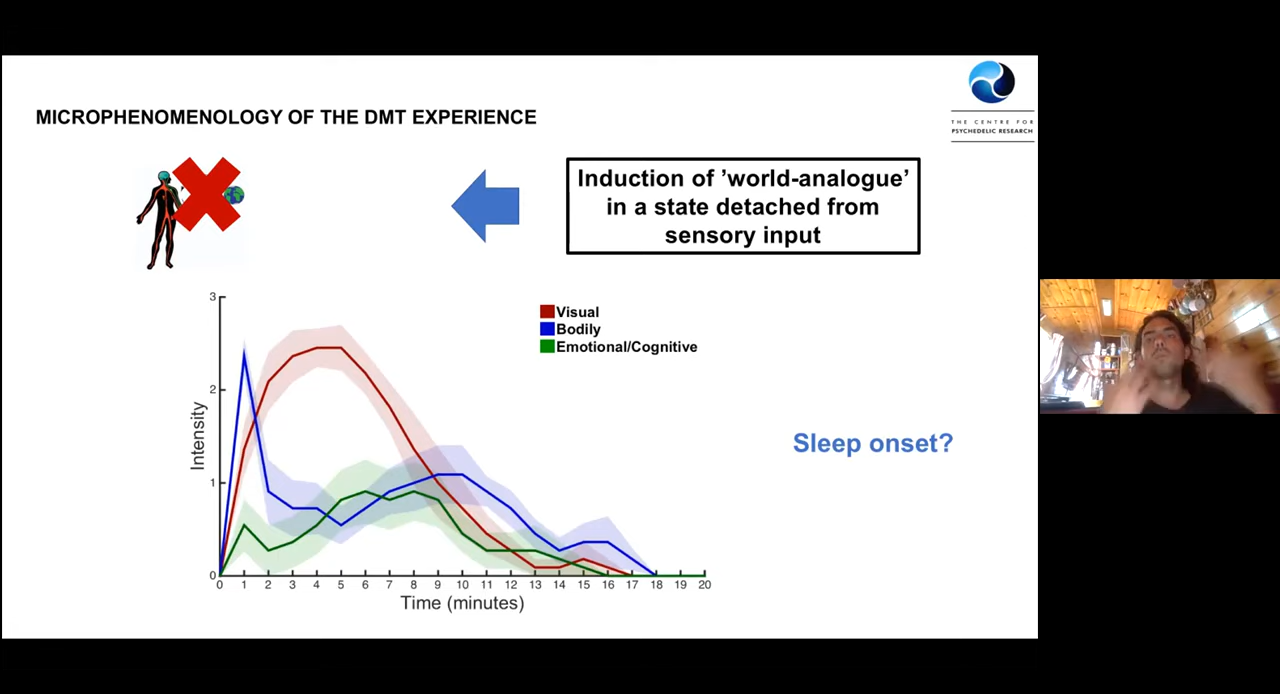 THE CENTRE FOR
PSYCHEDELIC RESEARCH
MICROPHENOMENOLOGY OF THE DMT EXPERIENCE
Induction of ’world-analogue’
in a state detached from
sensory input
Visual
Bodily
Emotional/Cognitive
Sleep onset?
Intensity
3
2
1
0
0 1 2 3 4 5 6 7 8 9 10 11 12 13 14 15 16 17 18 19 20
Time (minutes)